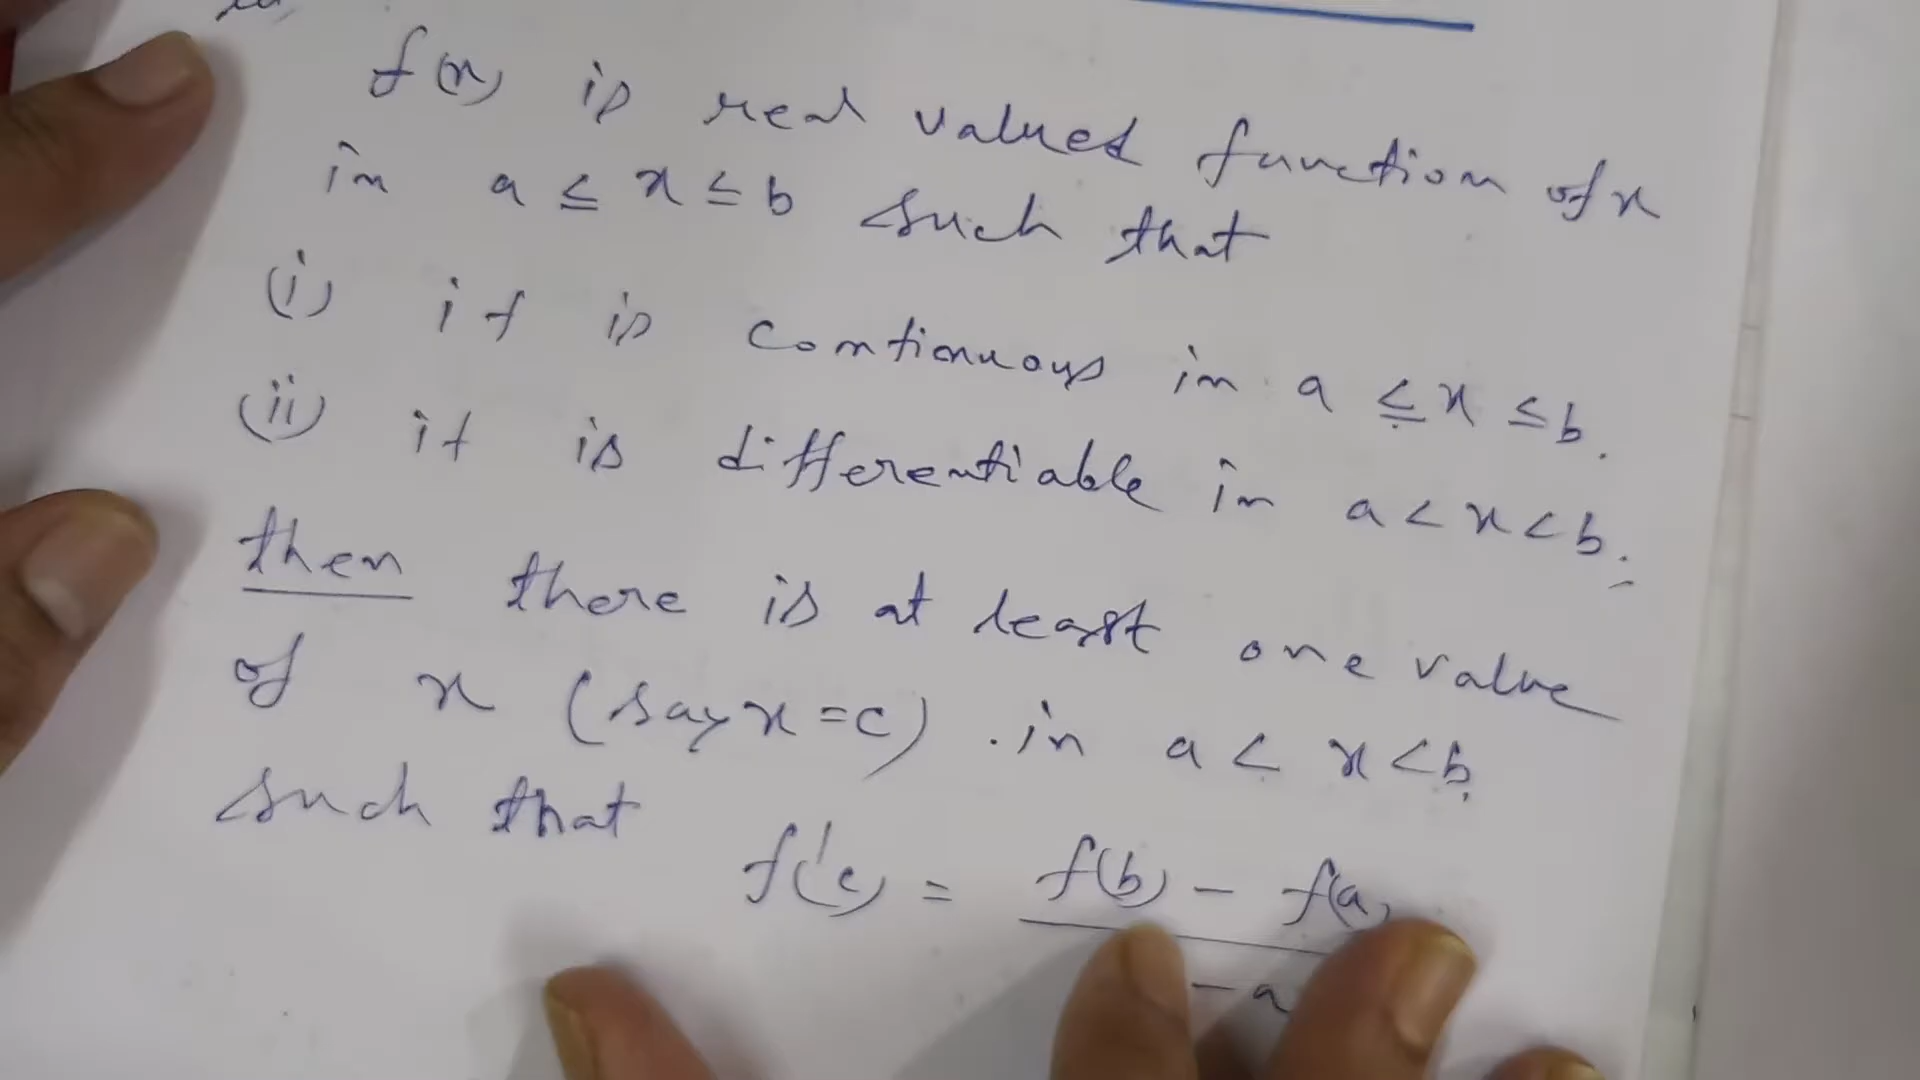 f(x) is real valued function of x
in a ≤ x ≤ b such that
(i) it is continuous in a ≤ x ≤ b.
(ii) it is differentiable in a < x < b.
then there is at least one value
of x (say x = c) . in a < x < b.
such that
f'(c) = f(b) - f(a)
- a